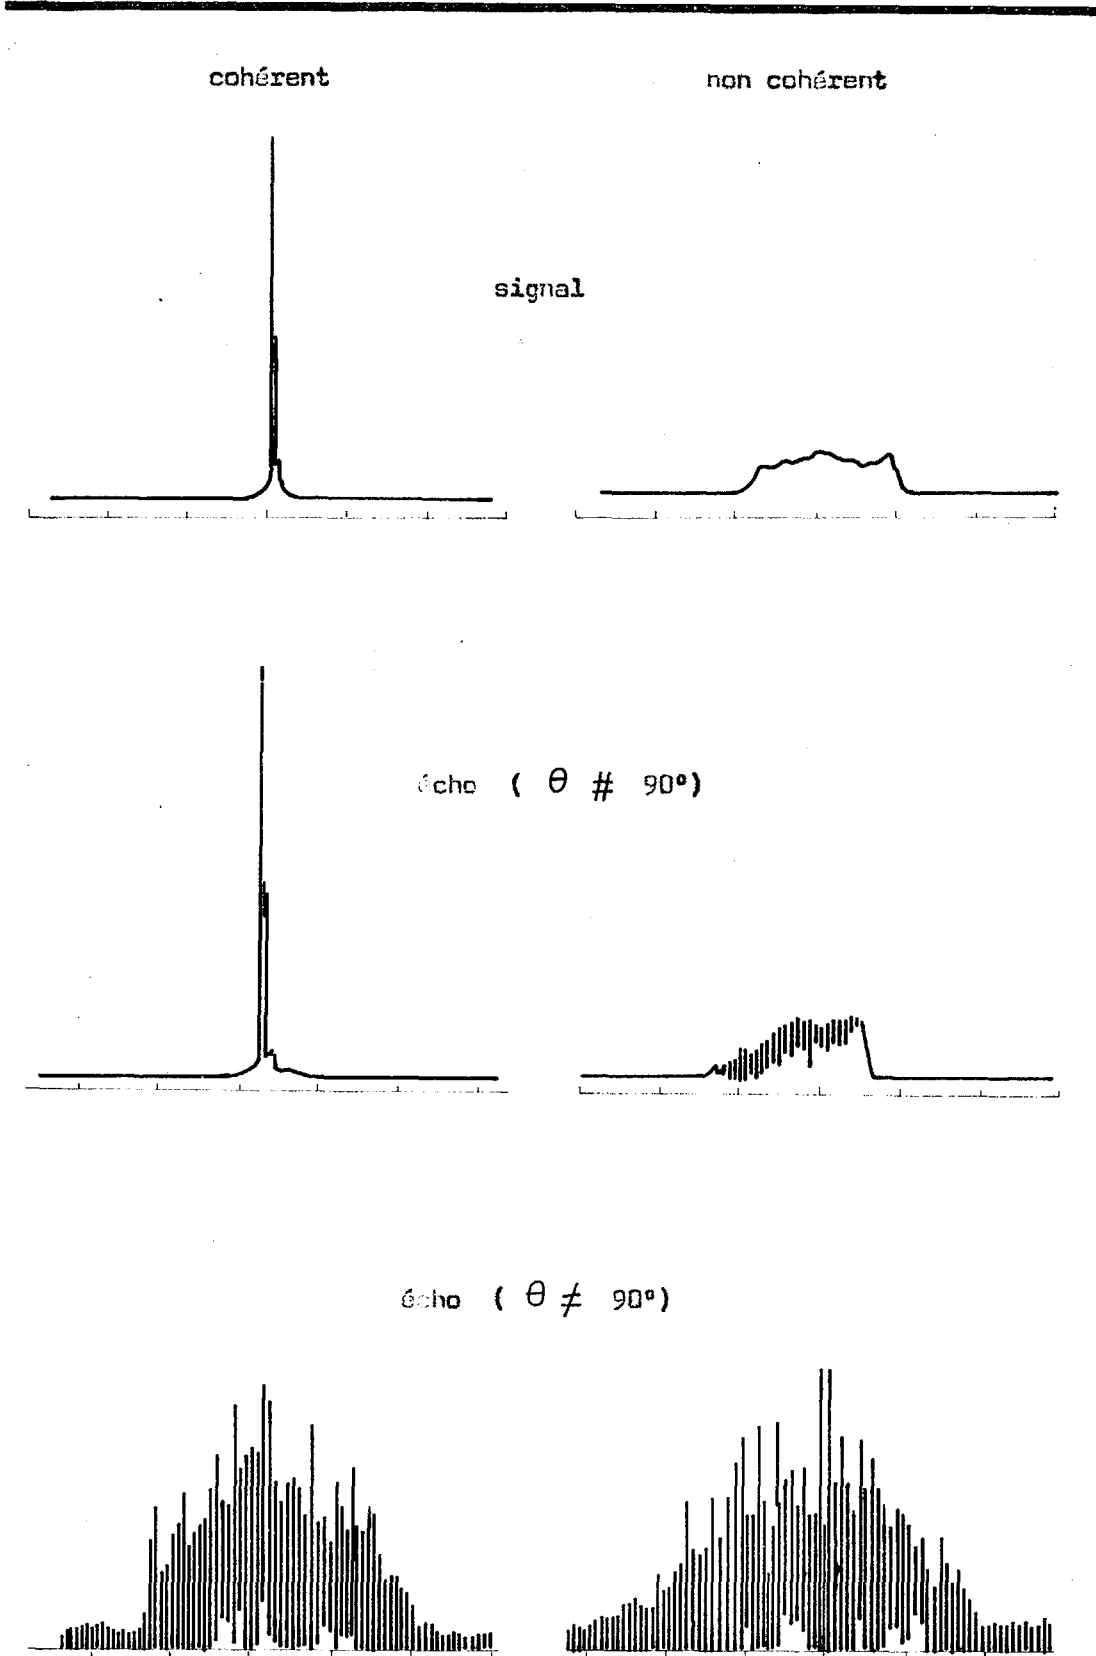 cohérent
non cohérent
signal
écho ( θ # 90°)
écho ( θ ≠ 90°)